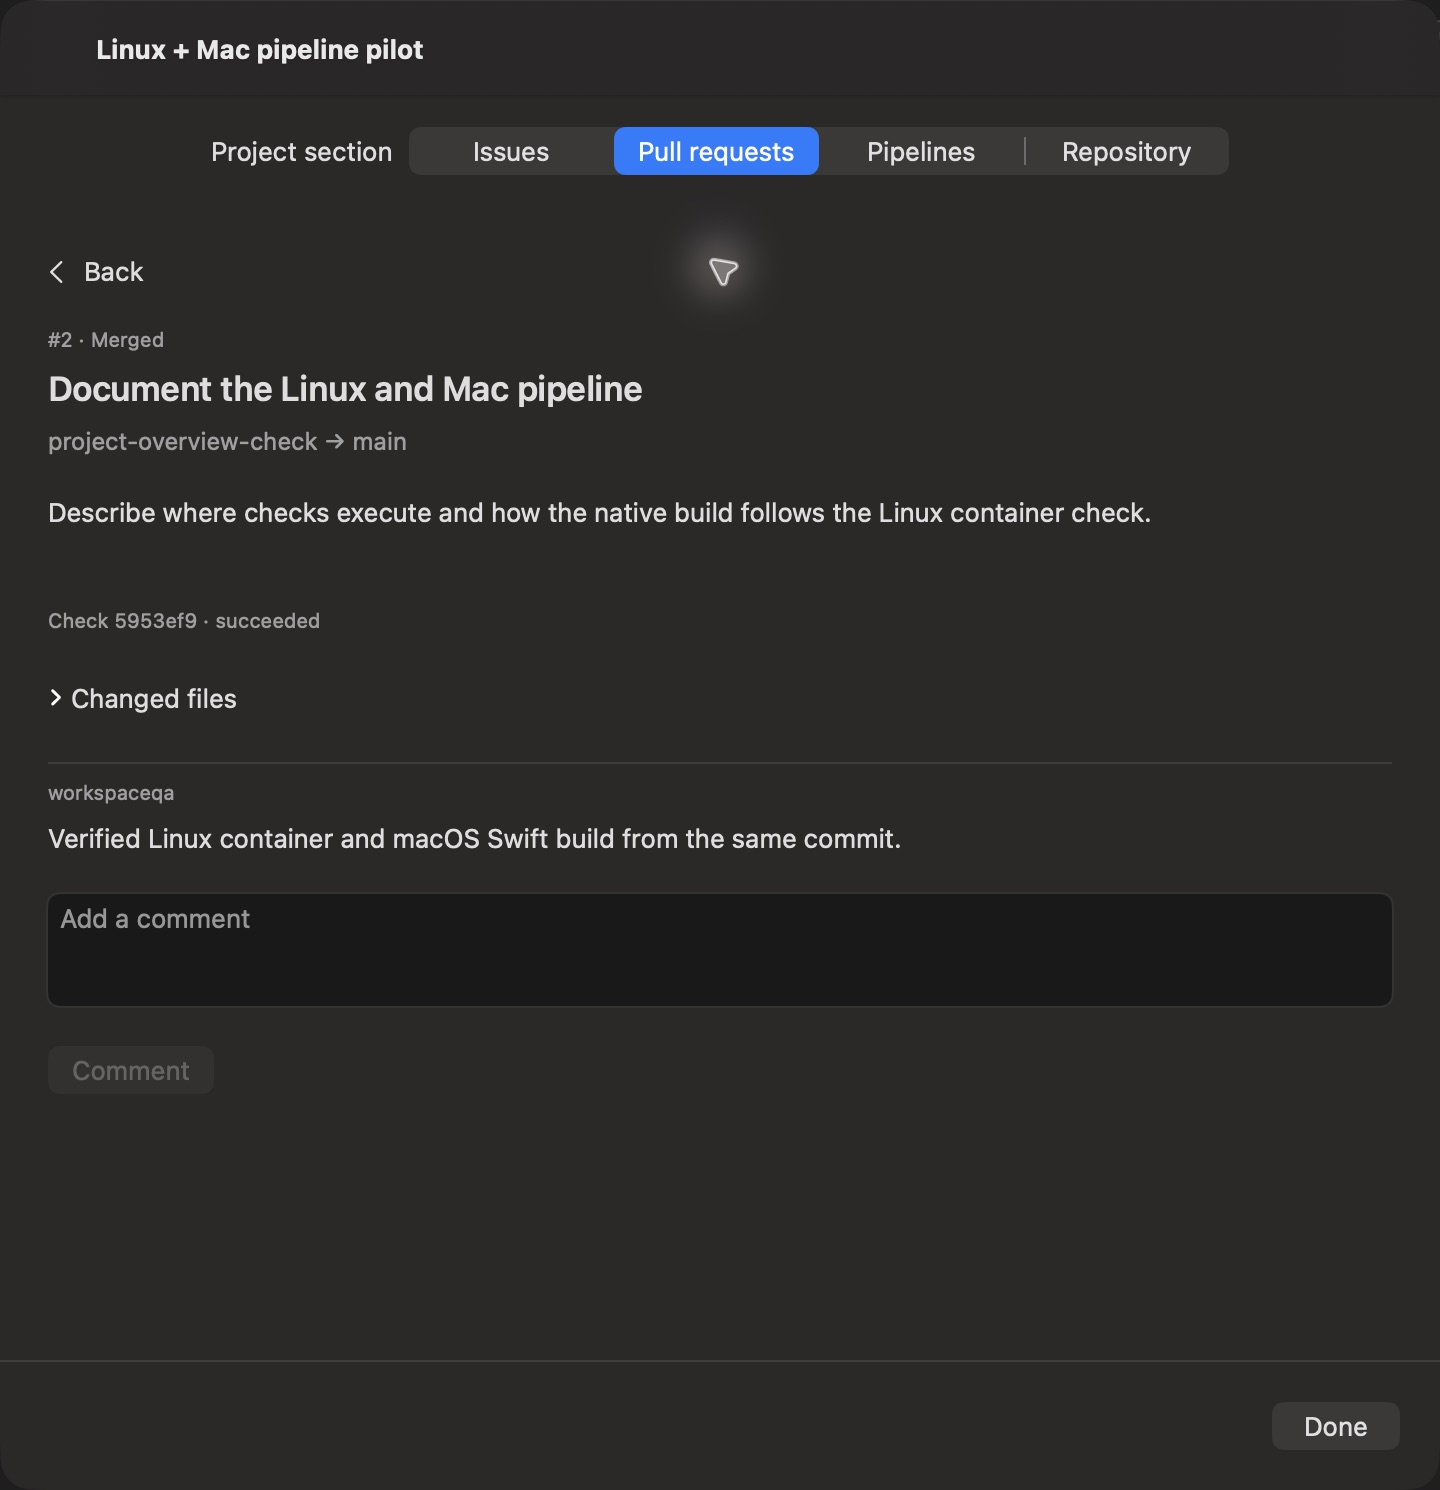 Linux + Mac pipeline pilot
Project section Issues Pull requests Pipelines Repository
Back
#2 · Merged
Document the Linux and Mac pipeline
project-overview-check → main
Describe where checks execute and how the native build follows the Linux container check.
Check 5953ef9 · succeeded
Changed files
workspaceqa
Verified Linux container and macOS Swift build from the same commit.
Add a comment
Comment
Done